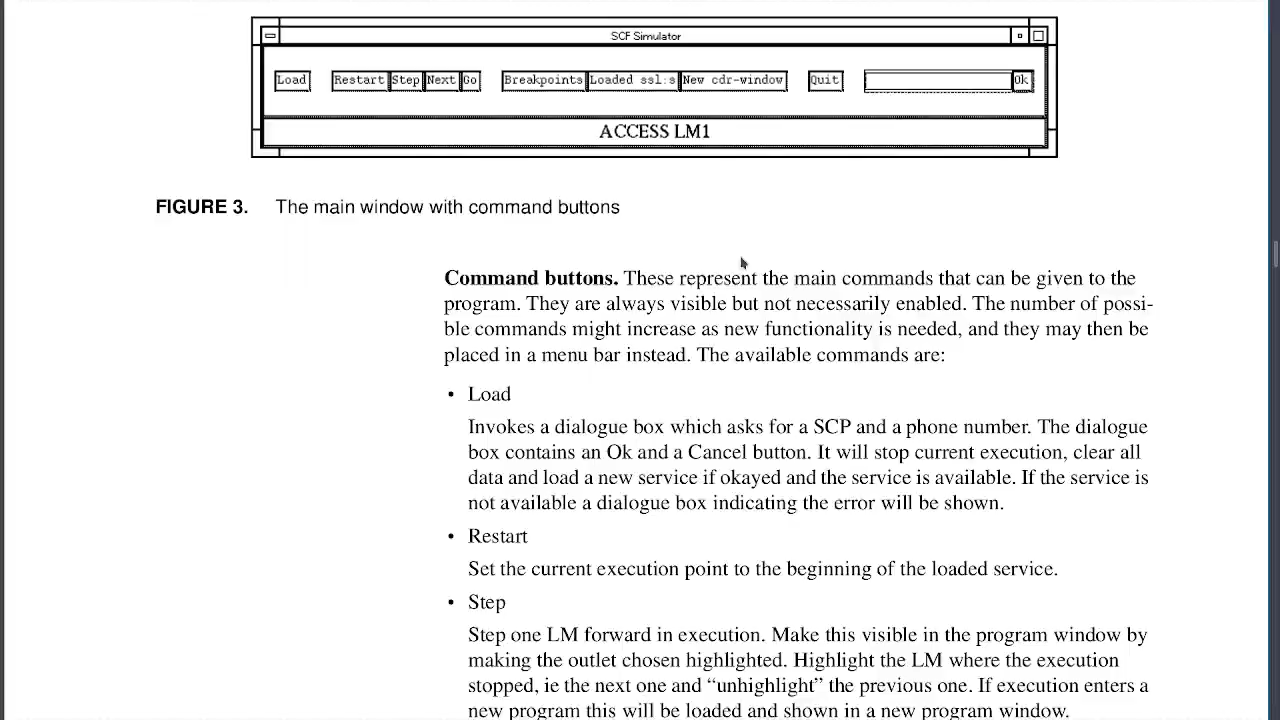 SCF Simulator
Load Restart Step Next Go Breakpoints Loaded ssl:s New cdr-window Quit Ok
ACCESS LM1
FIGURE 3. The main window with command buttons
Command buttons. These represent the main commands that can be given to the
program. They are always visible but not necessarily enabled. The number of possi-
ble commands might increase as new functionality is needed, and they may then be
placed in a menu bar instead. The available commands are:
• Load
Invokes a dialogue box which asks for a SCP and a phone number. The dialogue
box contains an Ok and a Cancel button. It will stop current execution, clear all
data and load a new service if okayed and the service is available. If the service is
not available a dialogue box indicating the error will be shown.
• Restart
Set the current execution point to the beginning of the loaded service.
• Step
Step one LM forward in execution. Make this visible in the program window by
making the outlet chosen highlighted. Highlight the LM where the execution
stopped, ie the next one and “unhighlight” the previous one. If execution enters a
new program this will be loaded and shown in a new program window.